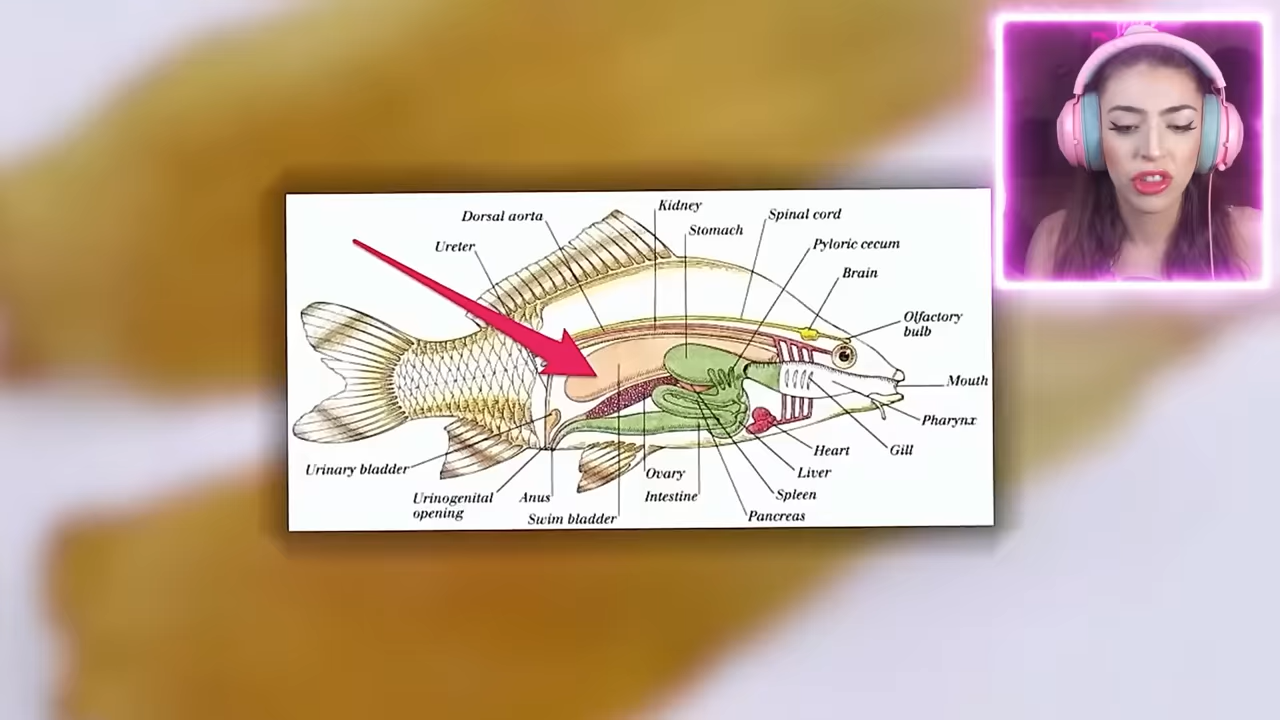 Kidney
Dorsal aorta
Spinal cord
Stomach
Ureter
Pyloric cecum
Brain
Olfactory
bulb
Mouth
Pharynx
Gill
Heart
Urinary bladder
Liver
Ovary
Urinogenital
opening
Anus
Intestine
Spleen
Swim bladder
Pancreas